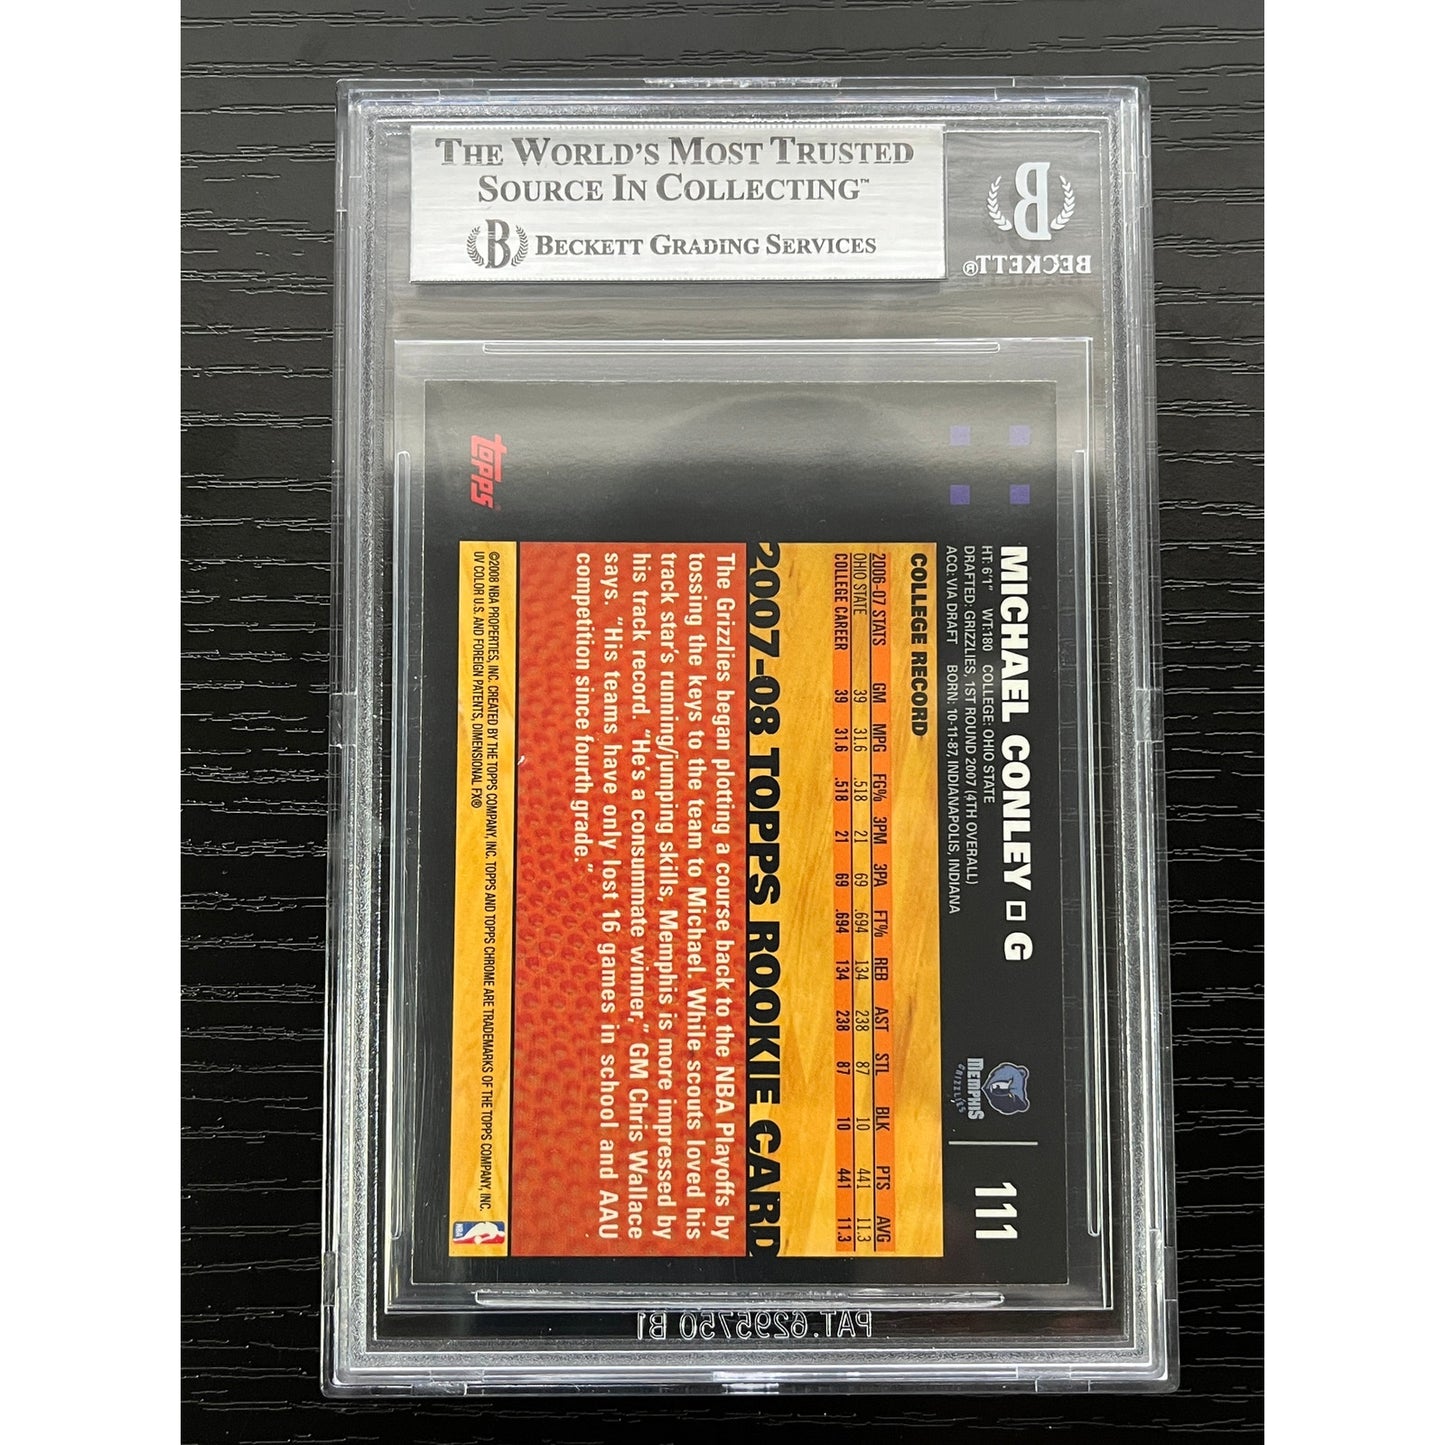 THE WORLD'S MOST TRUSTED
SOURCE IN COLLECTING™
B BECKETT GRADING SERVICES
B
BECKETT®
topps
MICHAEL CONLEY □ G
HT: 6'1" WT: 180 COLLEGE: OHIO STATE
DRAFTED: GRIZZLIES, 1ST ROUND 2007 (4TH OVERALL)
ACQ: VIA DRAFT BORN: 10-11-87, INDIANAPOLIS, INDIANA
MEMPHIS
GRIZZLIES
111
COLLEGE RECORD
2006-07 STATS GM MPG FG% 3PM 3PA FT% REB AST STL BLK PTS AVG
OHIO STATE 39 31.6 .518 21 69 .694 134 238 87 10 441 11.3
COLLEGE CAREER 39 31.6 .518 21 69 .694 134 238 87 10 441 11.3
2007-08 TOPPS ROOKIE CARD
The Grizzlies began plotting a course back to the NBA Playoffs by
tossing the keys to the team to Michael. While scouts loved his
track star's running/jumping skills, Memphis is more impressed by
his track record. "He's a consummate winner," GM Chris Wallace
says. "His teams have only lost 16 games in school and AAU
competition since fourth grade."
©2008 NBA PROPERTIES, INC. CREATED BY THE TOPPS COMPANY, INC. TOPPS AND TOPPS CHROME ARE TRADEMARKS OF THE TOPPS COMPANY, INC.
UV COLOR U.S. AND FOREIGN PATENTS, DIMENSIONAL FX®
NBA
PAT. 6295750 B1